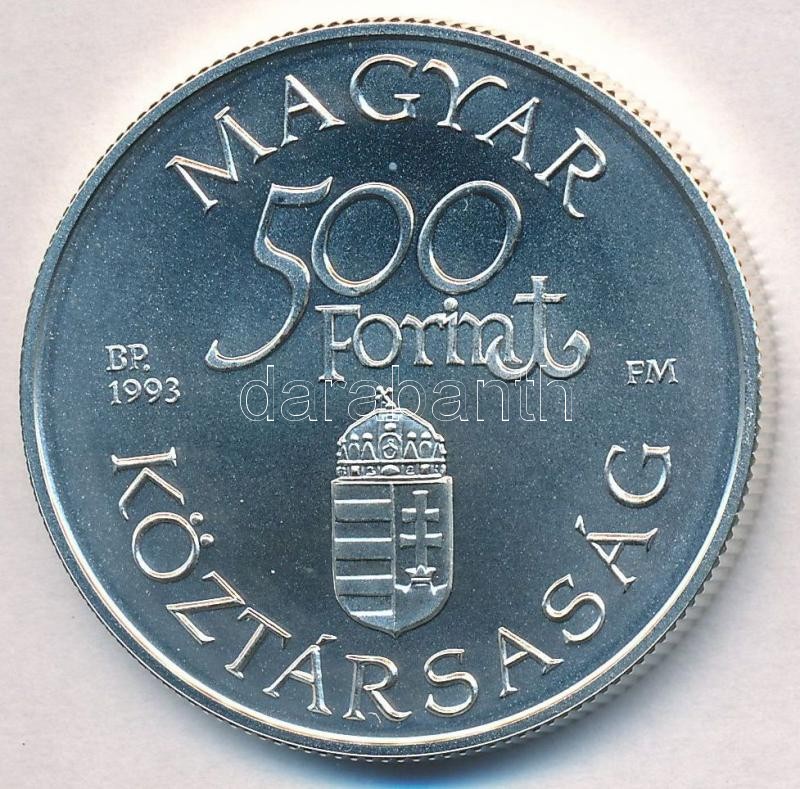 MAGYAR
500
Forint
BP.
1993
FM
darabanth
KÖZTÁRSASÁG